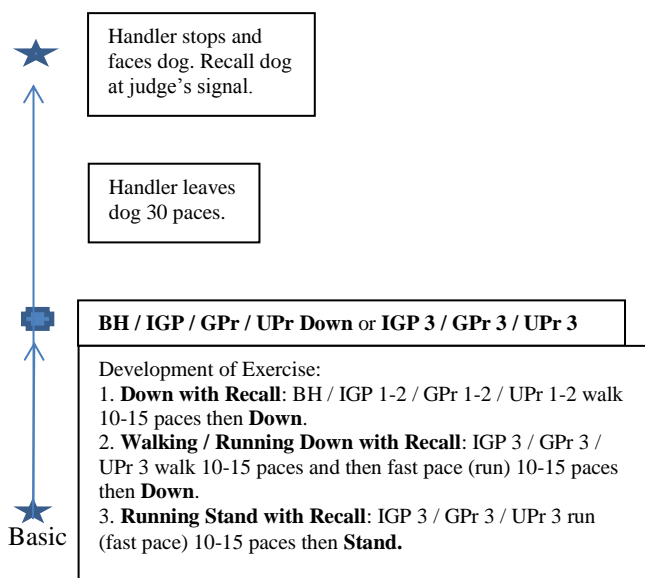 Handler stops and
faces dog. Recall dog
at judge’s signal.
Handler leaves
dog 30 paces.
BH / IGP / GPr / UPr Down or IGP 3 / GPr 3 / UPr 3
Development of Exercise:
1. Down with Recall: BH / IGP 1-2 / GPr 1-2 / UPr 1-2 walk
10-15 paces then Down.
2. Walking / Running Down with Recall: IGP 3 / GPr 3 /
UPr 3 walk 10-15 paces and then fast pace (run) 10-15 paces
then Down.
3. Running Stand with Recall: IGP 3 / GPr 3 / UPr 3 run
(fast pace) 10-15 paces then Stand.
Basic